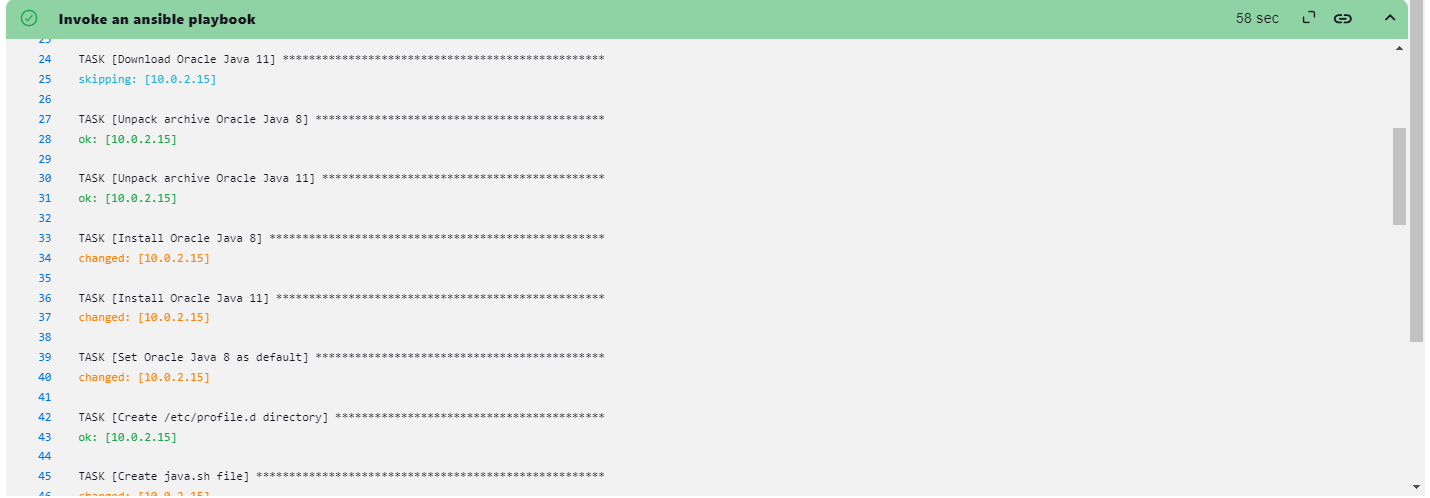 Invoke an ansible playbook 58 sec
23
24 TASK [Download Oracle Java 11] *************************************************
25 skipping: [10.0.2.15]
26
27 TASK [Unpack archive Oracle Java 8] ********************************************
28 ok: [10.0.2.15]
29
30 TASK [Unpack archive Oracle Java 11] *******************************************
31 ok: [10.0.2.15]
32
33 TASK [Install Oracle Java 8] ***************************************************
34 changed: [10.0.2.15]
35
36 TASK [Install Oracle Java 11] **************************************************
37 changed: [10.0.2.15]
38
39 TASK [Set Oracle Java 8 as default] ********************************************
40 changed: [10.0.2.15]
41
42 TASK [Create /etc/profile.d directory] *****************************************
43 ok: [10.0.2.15]
44
45 TASK [Create java.sh file] *****************************************************
46 changed: [10.0.2.15]